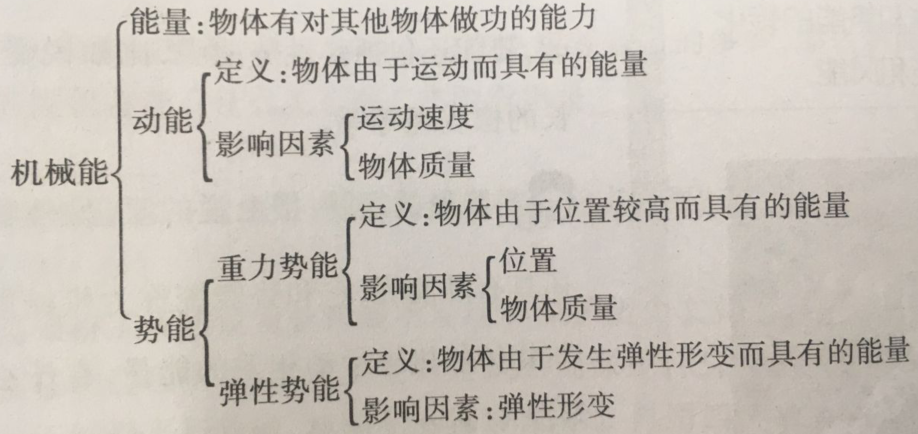 能量:物体有对其他物体做功的能力
定义:物体由于运动而具有的能量
动能
运动速度
影响因素
物体质量
机械能
定义:物体由于位置较高而具有的能量
重力势能
位置
影响因素
物体质量
势能
定义:物体由于发生弹性形变而具有的能量
弹性势能
影响因素:弹性形变